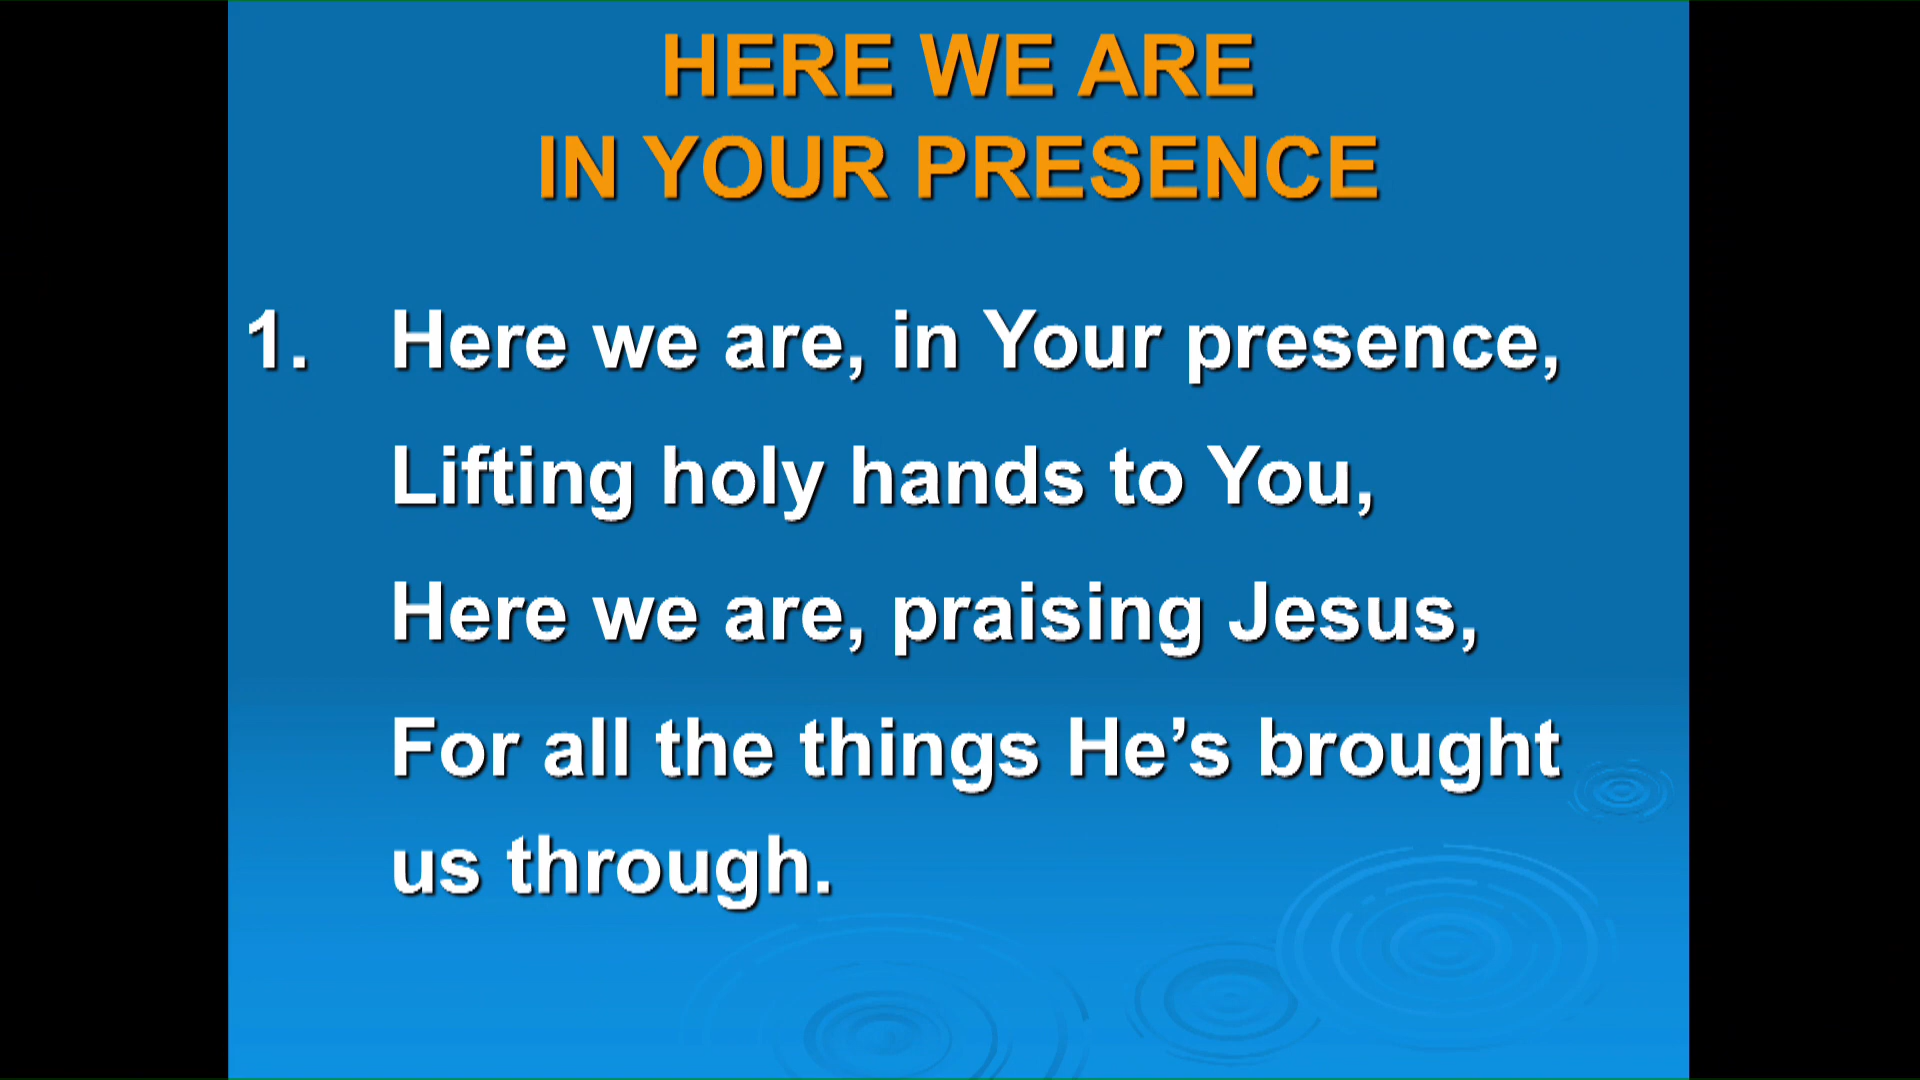 HERE WE ARE
IN YOUR PRESENCE
1. Here we are, in Your presence,
Lifting holy hands to You,
Here we are, praising Jesus,
For all the things He’s brought
us through.